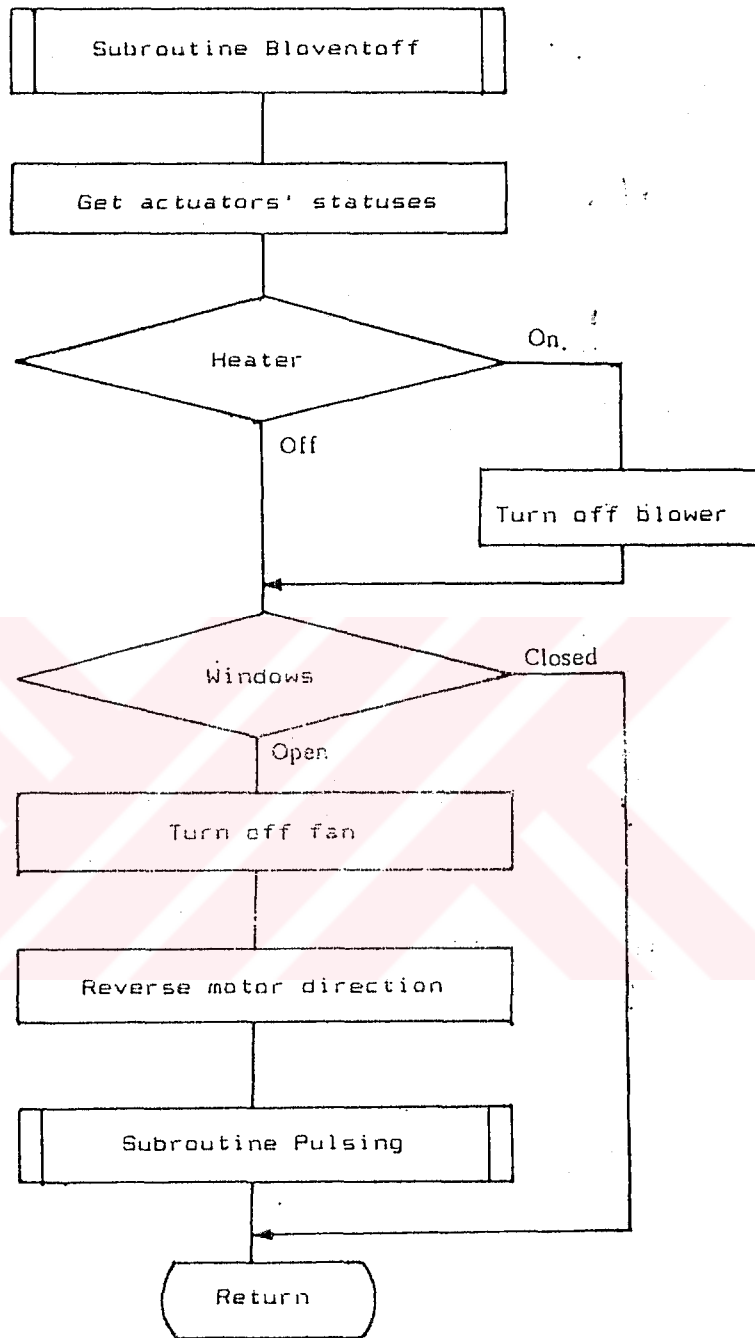 Subroutine Bloventoff
Get actuators' statuses
Heater
On.
Off
Turn off blower
Windows
Closed
Open
Turn off fan
Reverse motor direction
Subroutine Pulsing
Return